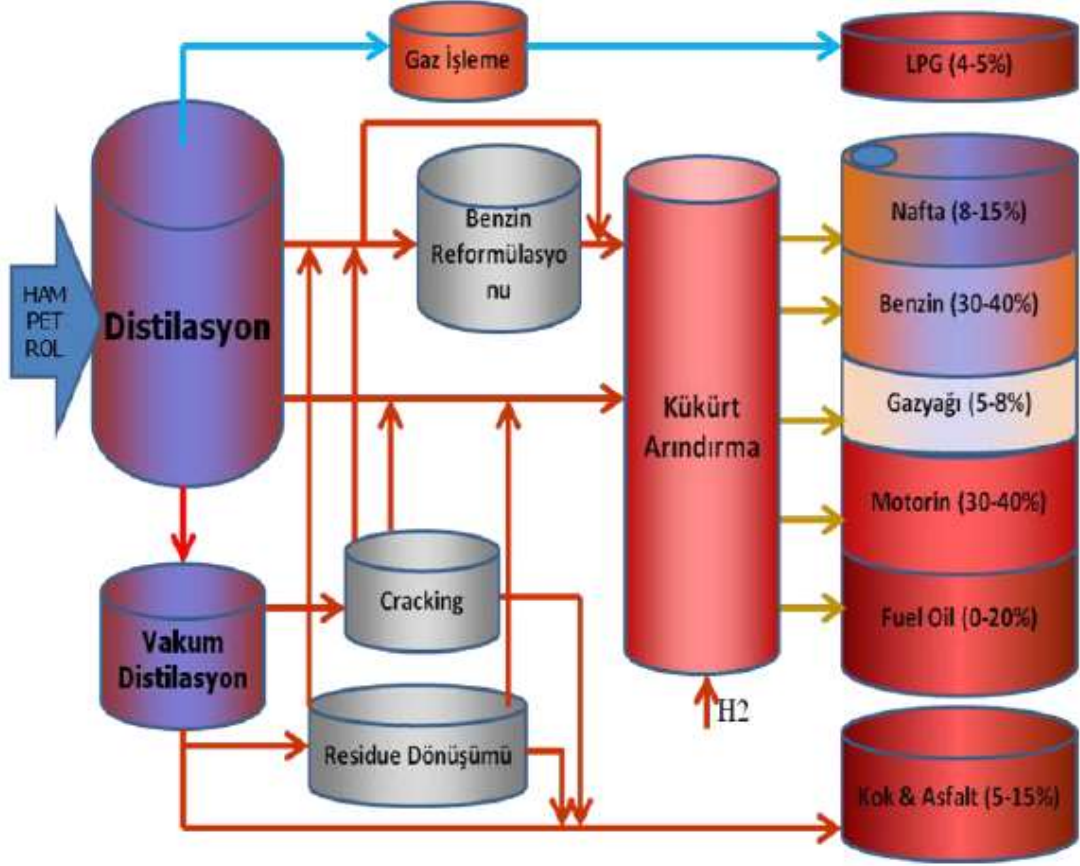 Gaz İşleme
LPG (4-5%)
HAM
PET
ROL
Distilasyon
Benzin
Reformülasyo
nu
Kükürt
Arındırma
Nafta (8-15%)
Benzin (30-40%)
Gazyağı (5-8%)
Motorin (30-40%)
Fuel Oil (0-20%)
Vakum
Distilasyon
Cracking
Residue Dönüşümü
H2
Kok & Asfalt (5-15%)